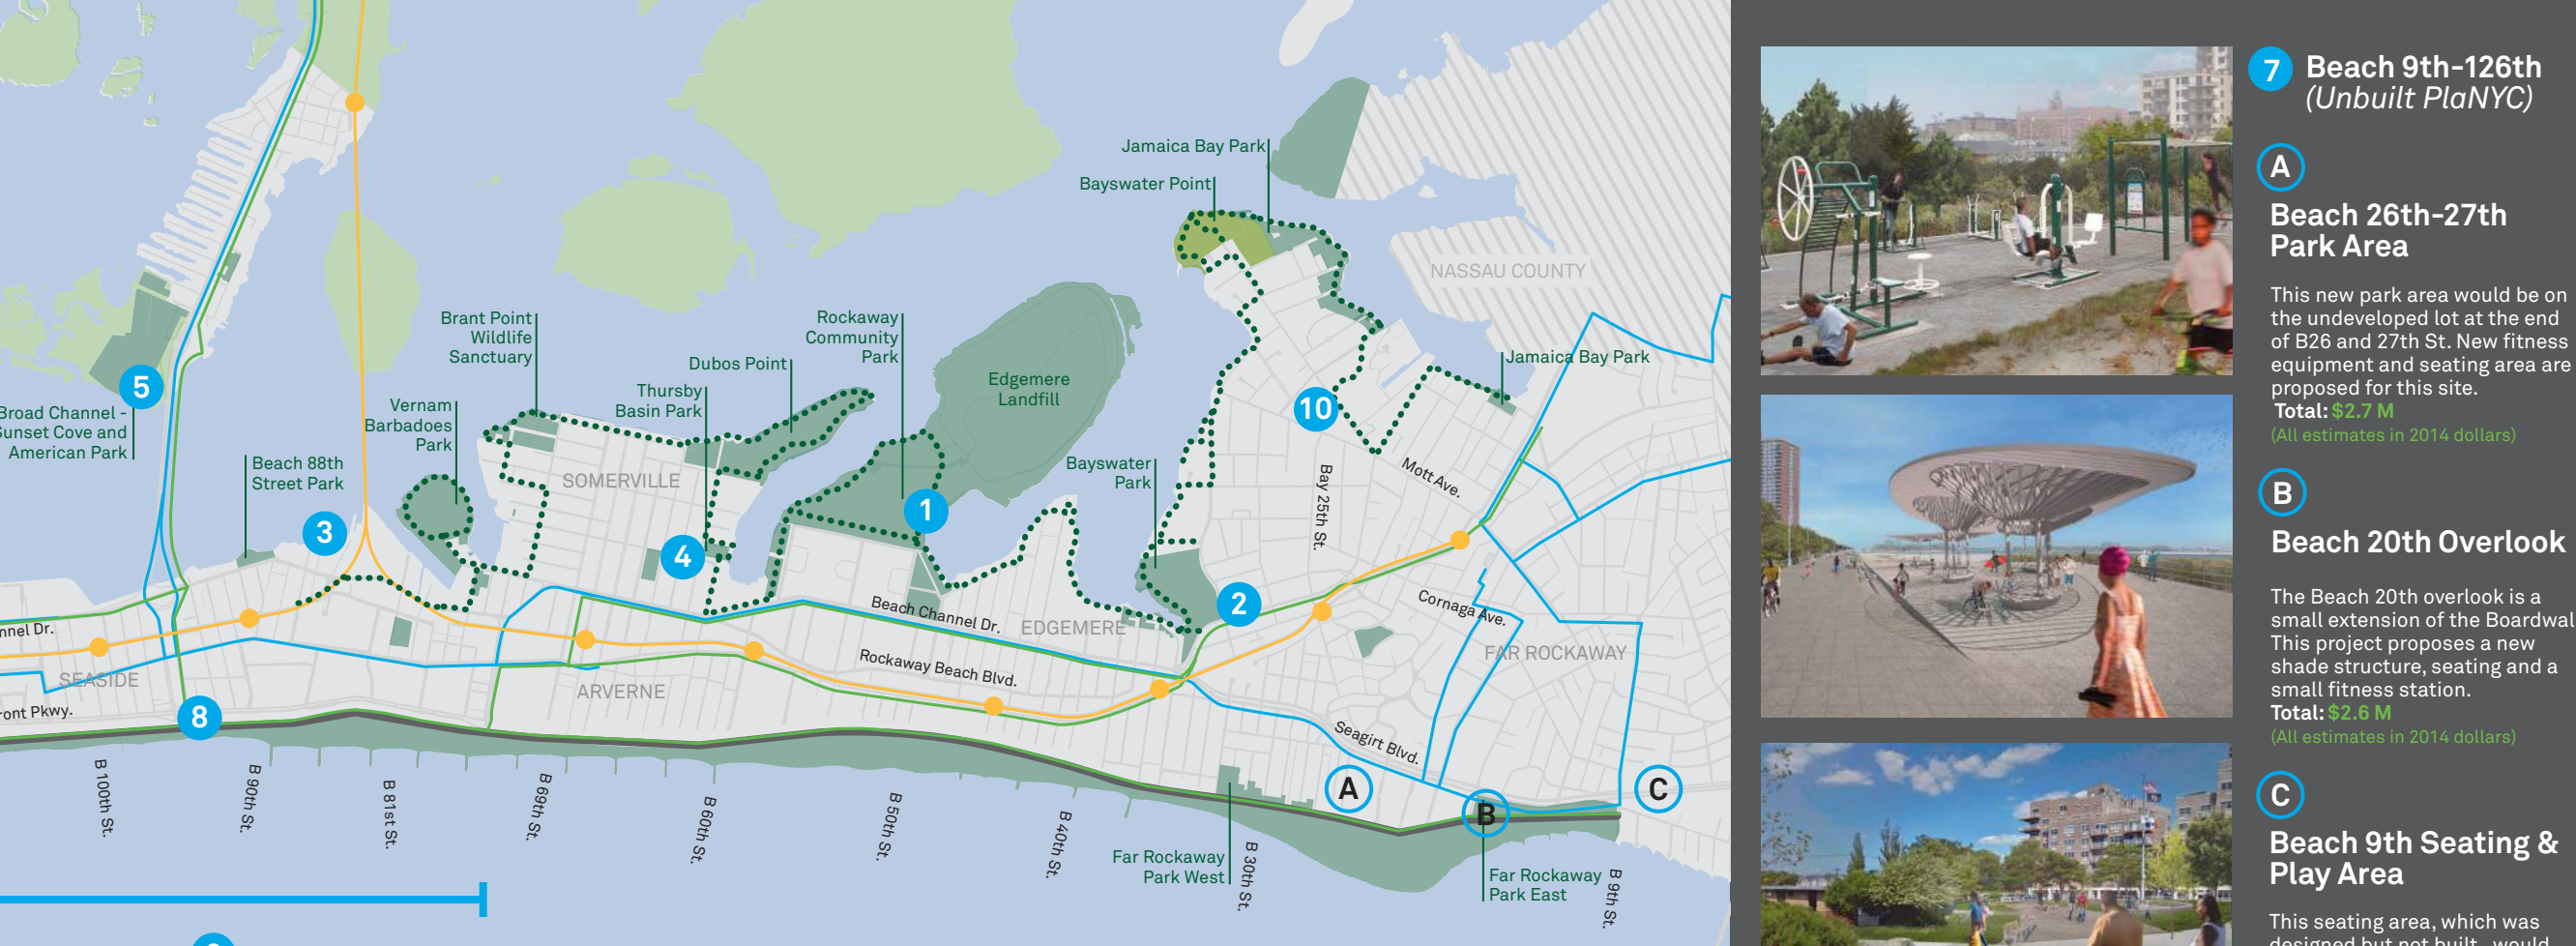 Jamaica Bay Park
Bayswater Point
NASSAU COUNTY
Brant Point
Wildlife
Sanctuary
Rockaway
Community
Park
Dubos Point
Edgemere
Landfill
Jamaica Bay Park
Thursby
Basin Park
5
10
Vernam
Barbadoes
Park
Broad Channel -
Sunset Cove and
American Park
Beach 88th
Street Park
Bayswater
Park
SOMERVILLE
Mott Ave.
Bay 25th St.
1
3
4
2
Beach Channel Dr.
EDGEMERE
Cornaga Ave.
nnel Dr.
SEASIDE
Rockaway Beach Blvd.
FAR ROCKAWAY
ARVERNE
ront Pkwy.
8
Seagirt Blvd.
A
B
C
B 100th St.
B 90th St.
B 81st St.
B 69th St.
B 60th St.
B 50th St.
B 40th St.
B 30th St.
B 9th St.
Far Rockaway
Park West
Far Rockaway
Park East
7
Beach 9th-126th
(Unbuilt PlaNYC)
A
Beach 26th-27th
Park Area
This new park area would be on
the undeveloped lot at the end
of B26 and 27th St. New fitness
equipment and seating area are
proposed for this site.
Total: $2.7 M
(All estimates in 2014 dollars)
B
Beach 20th Overlook
The Beach 20th overlook is a
small extension of the Boardwal
This project proposes a new
shade structure, seating and a
small fitness station.
Total: $2.6 M
(All estimates in 2014 dollars)
C
Beach 9th Seating &
Play Area
This seating area, which was
designed but not built, would